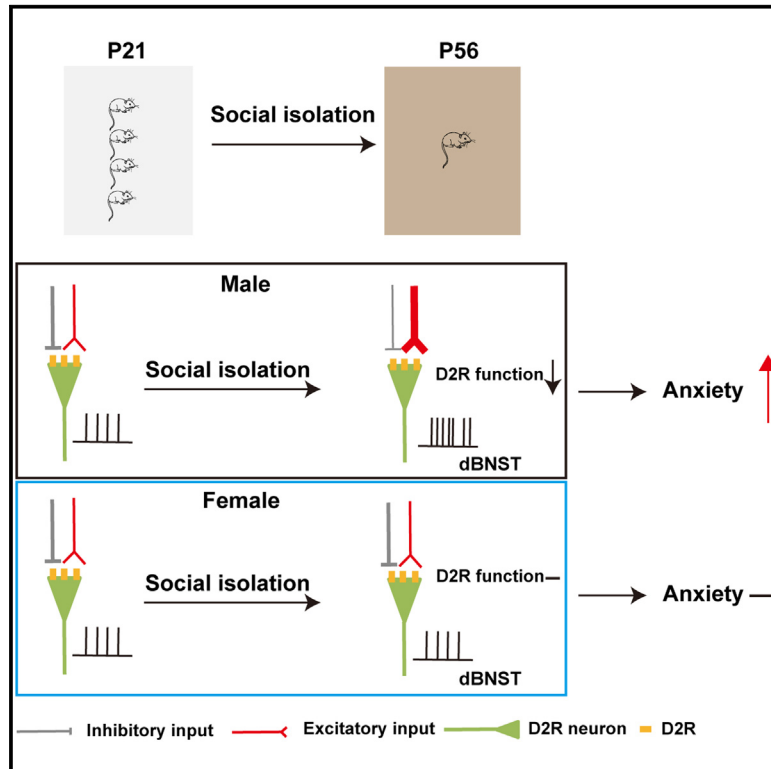 P21
P56
Social isolation
Male
Social isolation
D2R function
dBNST
Anxiety
Female
Social isolation
D2R function
dBNST
Anxiety
Inhibitory input
Excitatory input
D2R neuron
D2R